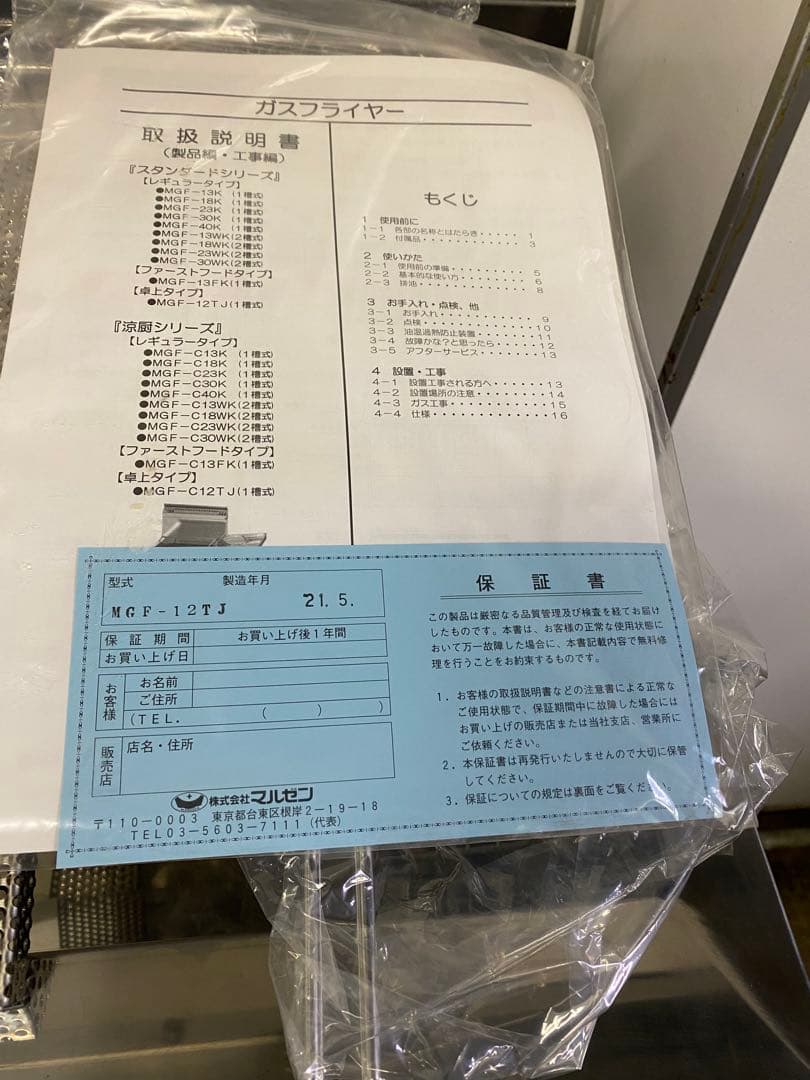 ガスフライヤー
取扱説明書
(製品編・工事編)
『スタンダードシリーズ』
【レギュラータイプ】
●MGF-13K (1槽式)
●MGF-18K (1槽式)
●MGF-23K (1槽式)
●MGF-30K (1槽式)
●MGF-40K (1槽式)
●MGF-13WK(2槽式)
●MGF-18WK(2槽式)
●MGF-23WK(2槽式)
●MGF-30WK(2槽式)
【ファーストフードタイプ】
●MGF-13FK(1槽式)
【卓上タイプ】
●MGF-12TJ(1槽式)
『涼厨シリーズ』
【レギュラータイプ】
●MGF-C13K (1槽式)
●MGF-C18K (1槽式)
●MGF-C23K (1槽式)
●MGF-C30K (1槽式)
●MGF-C40K (1槽式)
●MGF-C13WK(2槽式)
●MGF-C18WK(2槽式)
●MGF-C23WK(2槽式)
●MGF-C30WK(2槽式)
【ファーストフードタイプ】
●MGF-C13FK(1槽式)
【卓上タイプ】
●MGF-C12TJ(1槽式)
もくじ
1 使用前に
1-1 各部の名称とはたらき・・・・・ 1
1-2 付属品・・・・・・・・・・・・ 3
2 使いかた
2-1 使用前の準備・・・・・・・・・ 5
2-2 基本的な使い方・・・・・・・・ 6
2-3 排油・・・・・・・・・・・・・ 8
3 お手入れ・点検、他
3-1 お手入れ・・・・・・・・・・・ 9
3-2 点検・・・・・・・・・・・・・10
3-3 油温過熱防止装置・・・・・・・11
3-4 故障かな?と思ったら・・・・・12
3-5 アフターサービス・・・・・・・13
4 設置・工事
4-1 設置工事される方へ・・・・・・13
4-2 設置場所の注意・・・・・・・・14
4-3 ガス工事・・・・・・・・・・・15
4-4 仕様・・・・・・・・・・・・・16
型式 製造年月
MGF-12TJ '21.5.
保証期間 お買い上げ後1年間
お買い上げ日
お客様
お名前
ご住所
(TEL. ( ) )
販売店
店名・住所
株式会社マルゼン
〒110-0003 東京都台東区根岸2-19-18
TEL03-5603-7111(代表)
保証書
この製品は厳密なる品質管理及び検査を経てお届け
したものです。本書は、お客様の正常な使用状態に
おいて万一故障した場合に、本書記載内容で無料修
理を行うことをお約束するものです。
1.お客様の取扱説明書などの注意書による正常な
ご使用状態で、保証期間中に故障した場合には
お買い上げの販売店または当社支店、営業所に
ご依頼ください。
2.本保証書は再発行いたしませんので大切に保管
してください。
3.保証についての規定は裏面をご覧ください。